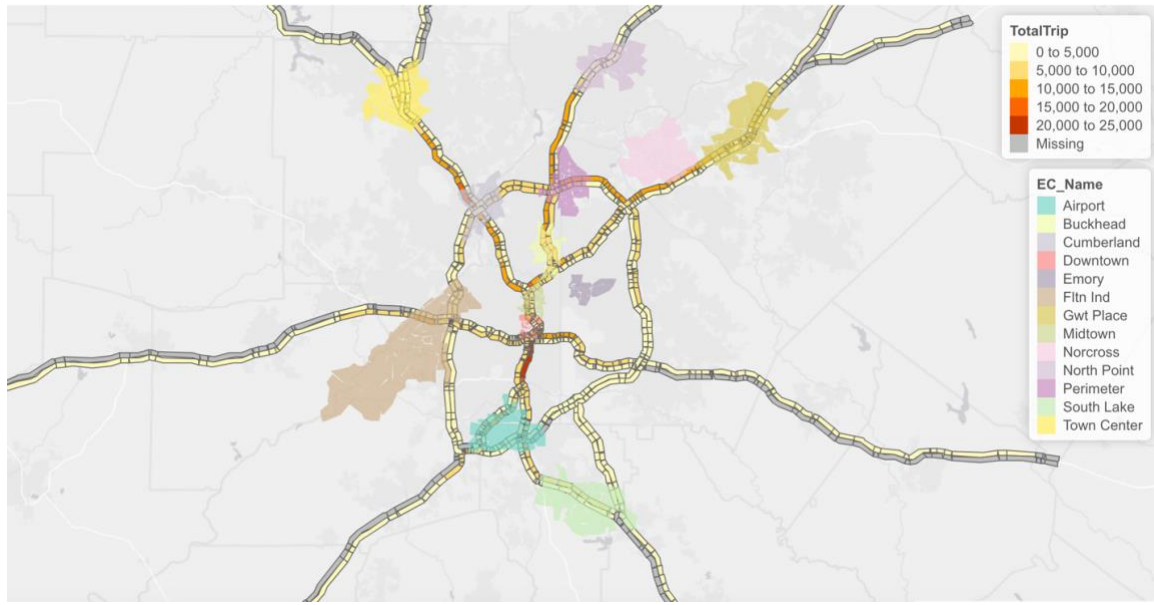 TotalTrip
0 to 5,000
5,000 to 10,000
10,000 to 15,000
15,000 to 20,000
20,000 to 25,000
Missing
EC_Name
Airport
Buckhead
Cumberland
Downtown
Emory
Fltn Ind
Gwt Place
Midtown
Norcross
North Point
Perimeter
South Lake
Town Center